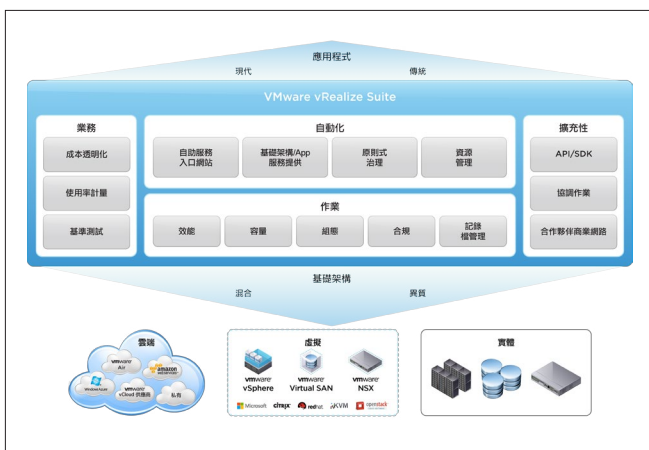 應用程式
現代
傳統
VMware vRealize Suite
業務
成本透明化
使用率計量
基準測試
自動化
自助服務
入口網站
基礎架構/App
服務提供
原則式
治理
資源
管理
作業
效能
容量
組態
合規
記錄
檔管理
擴充性
API/SDK
協調作業
合作夥伴商業網路
基礎架構
混合
異質
雲端
vmware
Air
amazon
Windows Azure
vmware
vCloud 供應商
私有
虛擬
vmware
vSphere
vmware
Virtual SAN
vmware
NSX
Microsoft
citrix
redhat
KVM
openstack
實體